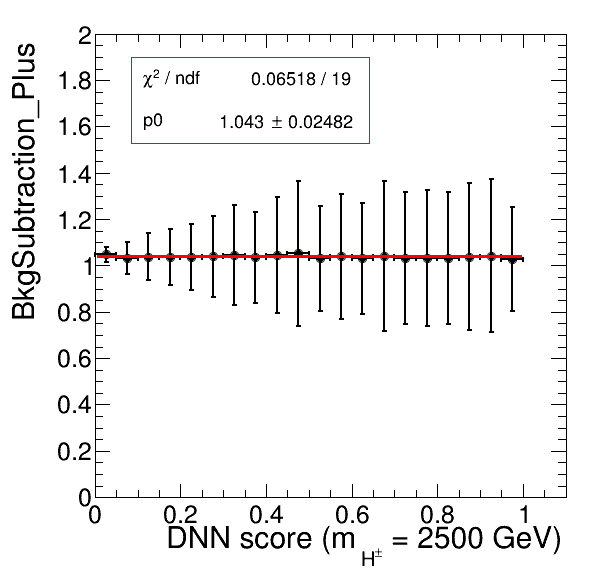 BkgSubtraction_Plus
2
1.8
1.6
1.4
1.2
1
0.8
0.6
0.4
0.2
0
χ² / ndf 0.06518 / 19
p0 1.043 ± 0.02482
0 0.2 0.4 0.6 0.8 1
DNN score (m_H± = 2500 GeV)